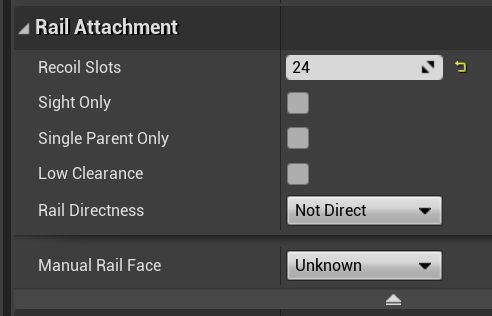 Rail Attachment
Recoil Slots 24
Sight Only
Single Parent Only
Low Clearance
Rail Directness Not Direct
Manual Rail Face Unknown